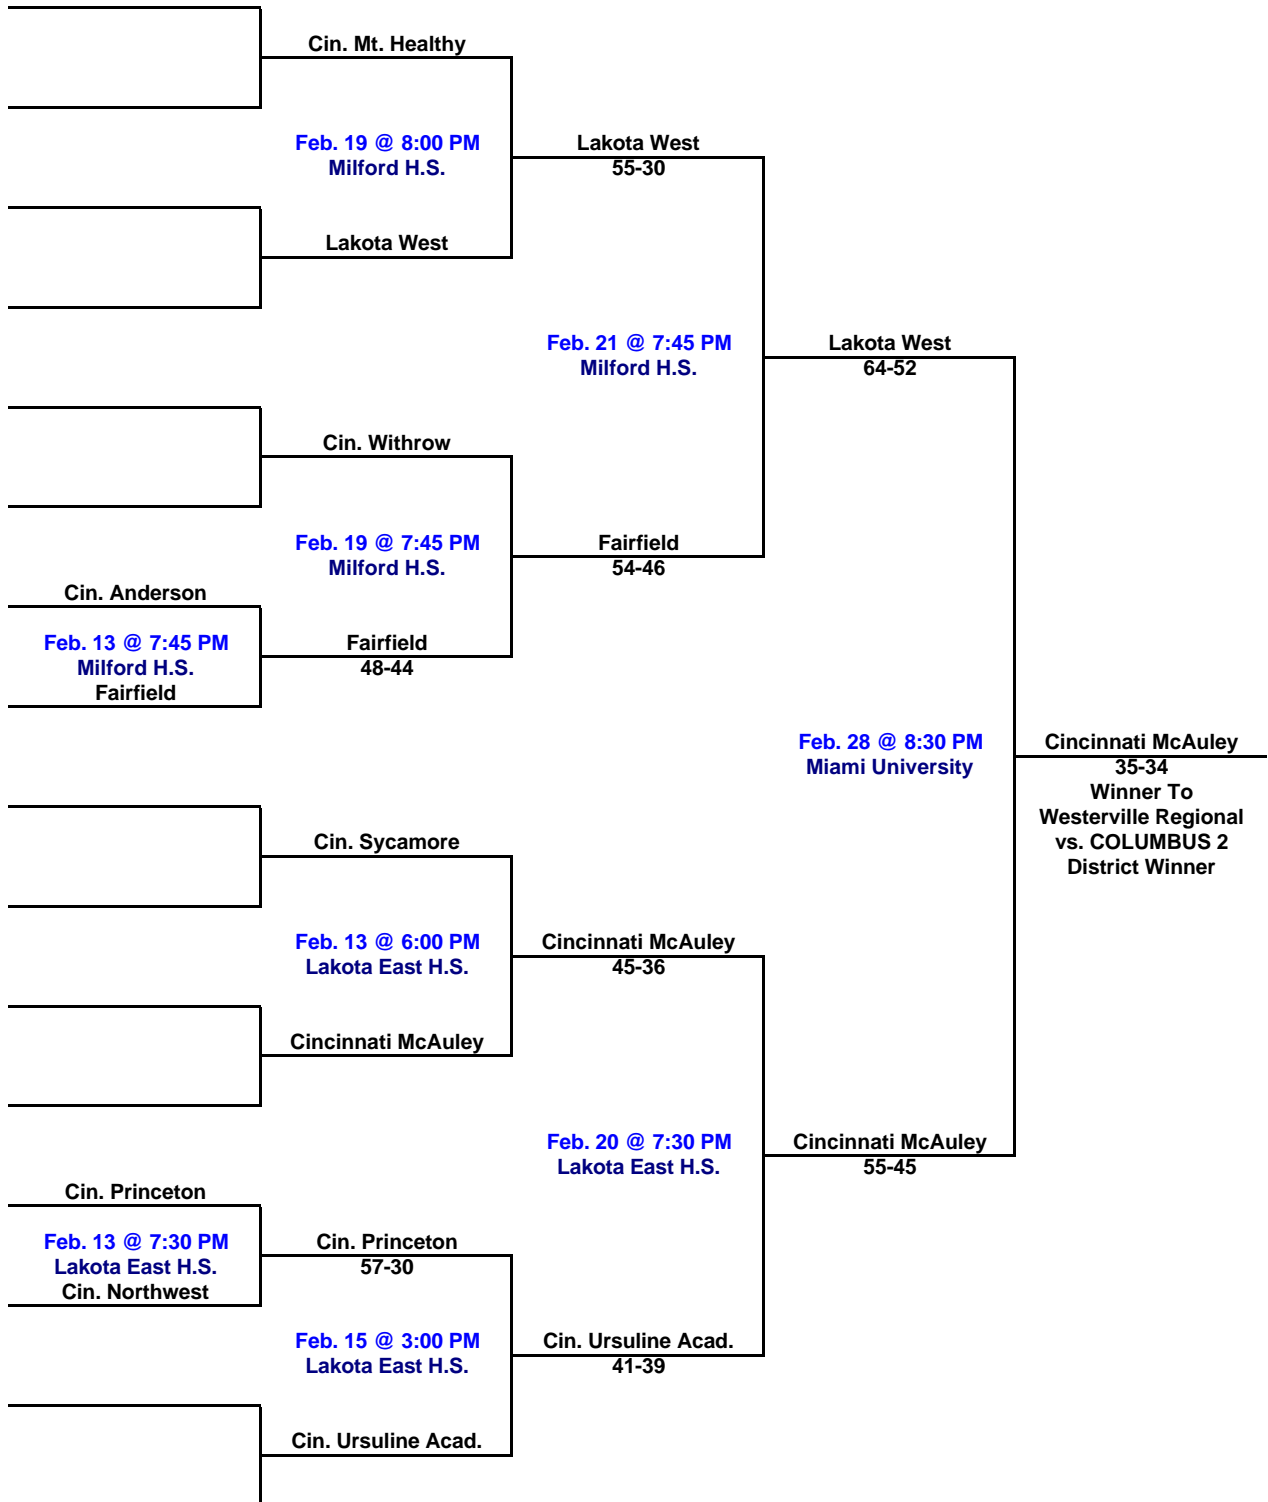 Cin. Mt. Healthy
Feb. 19 @ 8:00 PM
Milford H.S.
Lakota West
55-30
Lakota West
Feb. 21 @ 7:45 PM
Milford H.S.
Lakota West
64-52
Cin. Withrow
Feb. 19 @ 7:45 PM
Milford H.S.
Fairfield
54-46
Cin. Anderson
Feb. 13 @ 7:45 PM
Milford H.S.
Fairfield
Fairfield
48-44
Feb. 28 @ 8:30 PM
Miami University
Cincinnati McAuley
35-34
Winner To
Westerville Regional
vs. COLUMBUS 2
District Winner
Cin. Sycamore
Feb. 13 @ 6:00 PM
Lakota East H.S.
Cincinnati McAuley
45-36
Cincinnati McAuley
Feb. 20 @ 7:30 PM
Lakota East H.S.
Cincinnati McAuley
55-45
Cin. Princeton
Feb. 13 @ 7:30 PM
Lakota East H.S.
Cin. Northwest
Cin. Princeton
57-30
Feb. 15 @ 3:00 PM
Lakota East H.S.
Cin. Ursuline Acad.
41-39
Cin. Ursuline Acad.